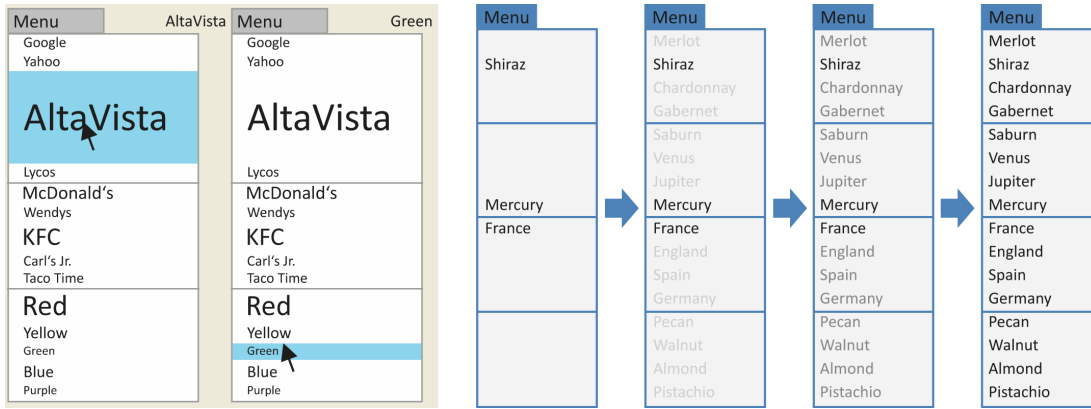 Menu
AltaVista
Google
Yahoo
AltaVista
Lycos
McDonald‘s
Wendys
KFC
Carl‘s Jr.
Taco Time
Red
Yellow
Green
Blue
Purple
Menu
Green
Google
Yahoo
AltaVista
Lycos
McDonald‘s
Wendys
KFC
Carl‘s Jr.
Taco Time
Red
Yellow
Green
Blue
Purple
Menu
Shiraz
Mercury
France
Menu
Merlot
Shiraz
Chardonnay
Gabernet
Saburn
Venus
Jupiter
Mercury
France
England
Spain
Germany
Pecan
Walnut
Almond
Pistachio
Menu
Merlot
Shiraz
Chardonnay
Gabernet
Saburn
Venus
Jupiter
Mercury
France
England
Spain
Germany
Pecan
Walnut
Almond
Pistachio
Menu
Merlot
Shiraz
Chardonnay
Gabernet
Saburn
Venus
Jupiter
Mercury
France
England
Spain
Germany
Pecan
Walnut
Almond
Pistachio